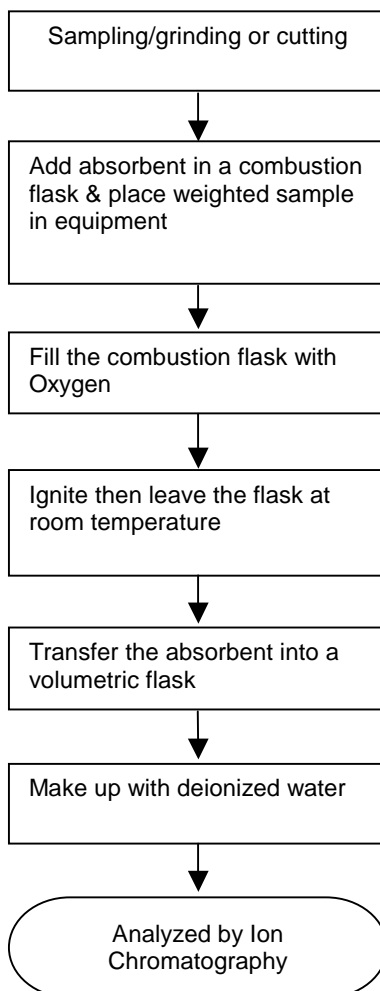 Sampling/grinding or cutting
Add absorbent in a combustion
flask & place weighted sample
in equipment
Fill the combustion flask with
Oxygen
Ignite then leave the flask at
room temperature
Transfer the absorbent into a
volumetric flask
Make up with deionized water
Analyzed by Ion
Chromatography